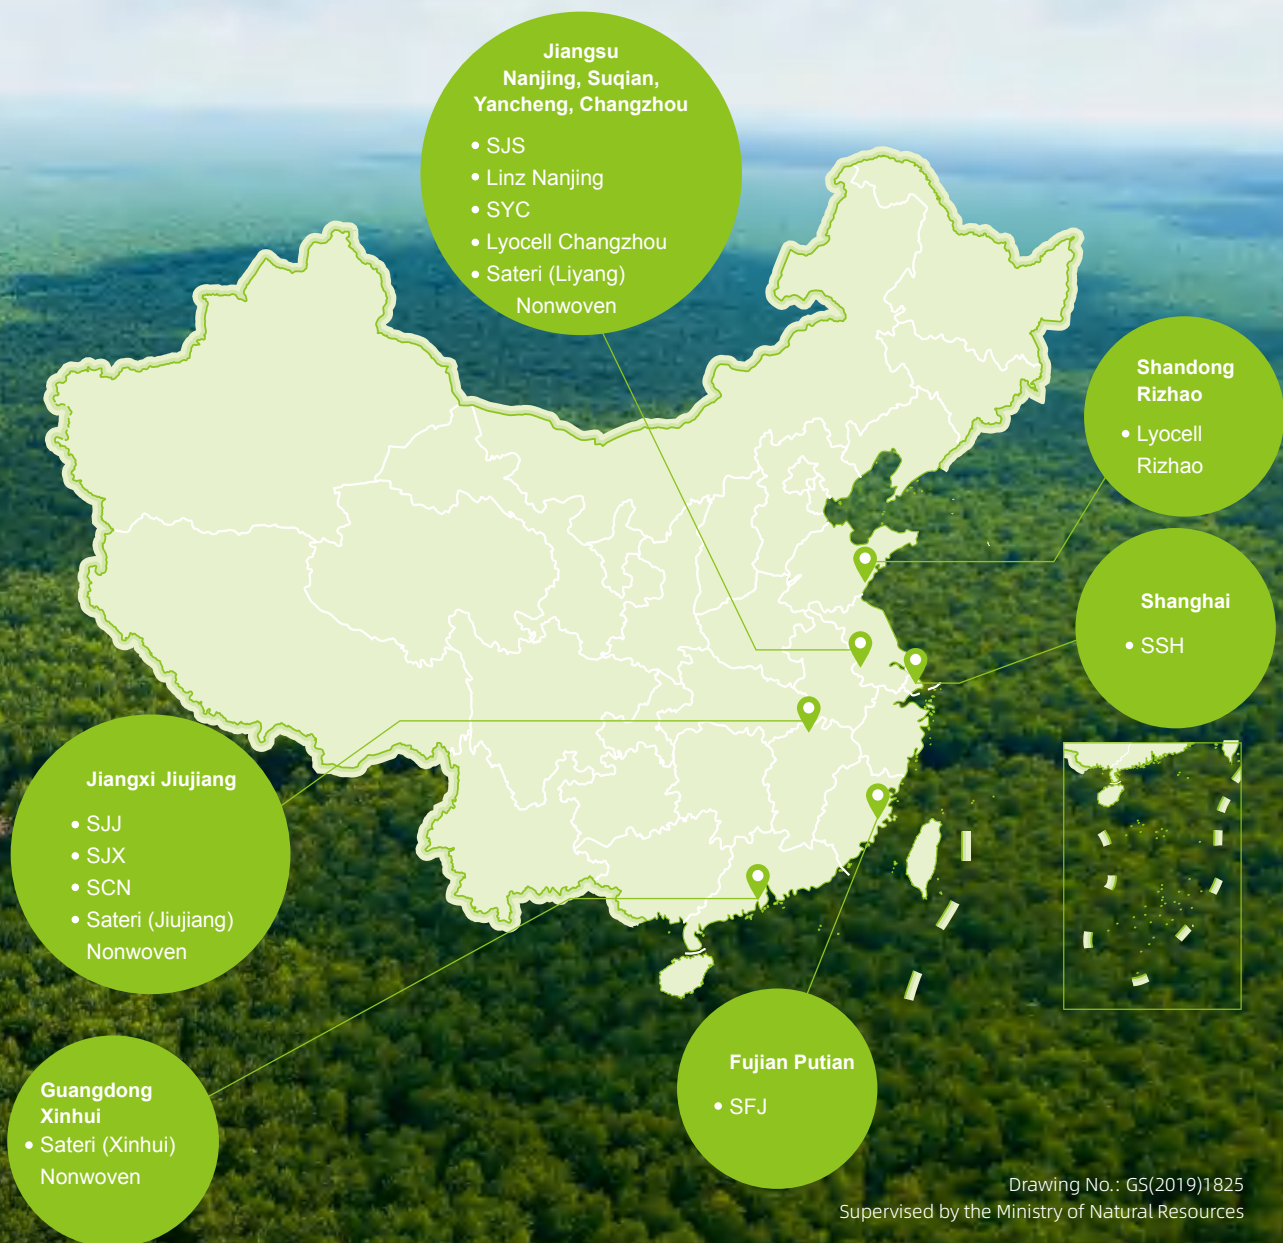 Jiangsu
Nanjing, Suqian,
Yancheng, Changzhou
• SJS
• Linz Nanjing
• SYC
• Lyocell Changzhou
• Sateri (Liyang)
Nonwoven
Shandong
Rizhao
• Lyocell
Rizhao
Shanghai
• SSH
Jiangxi Jiujiang
• SJJ
• SJX
• SCN
• Sateri (Jiujiang)
Nonwoven
Guangdong
Xinhui
• Sateri (Xinhui)
Nonwoven
Fujian Putian
• SFJ
Drawing No.: GS(2019)1825
Supervised by the Ministry of Natural Resources